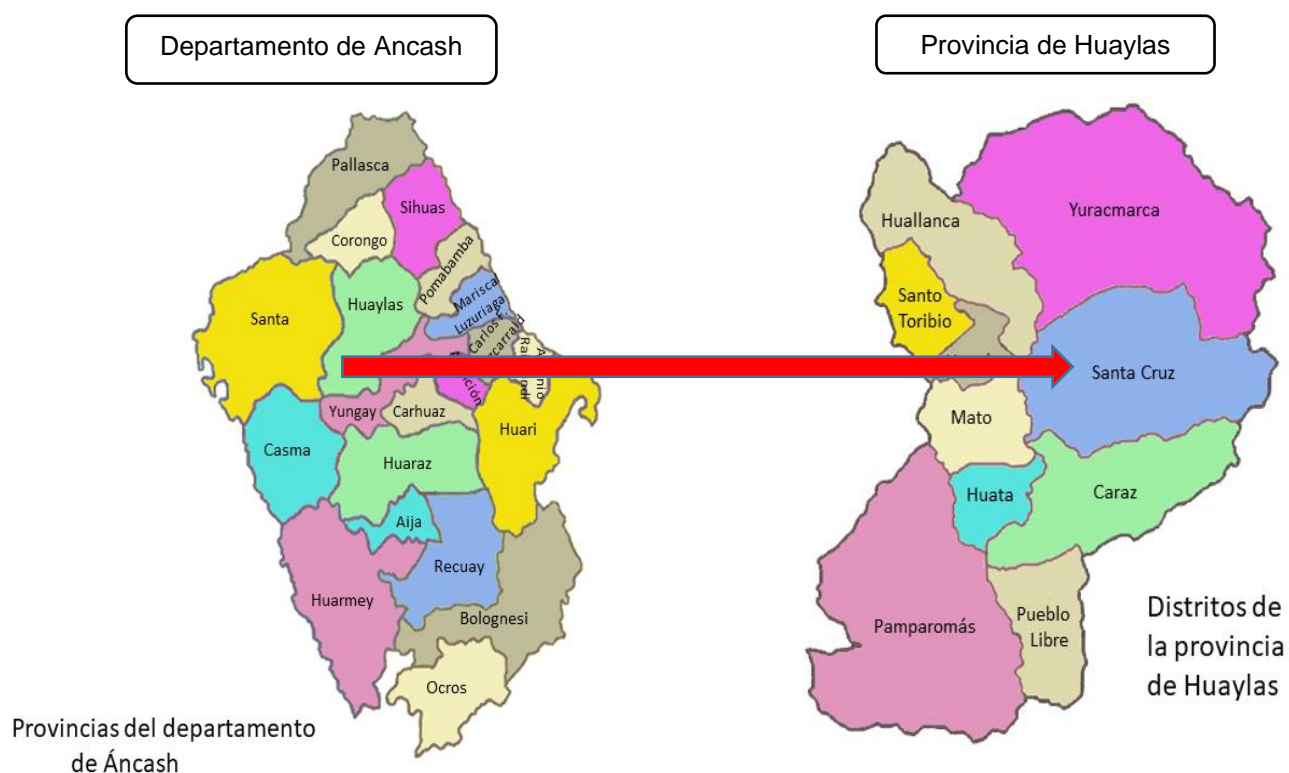 Departamento de Ancash
Provincia de Huaylas
Pallasca
Sihuas
Corongo
Pomabamba
Huaylas
Mariscal
Luzuriaga
Santa
Carlos F.
Yungay
Carhuaz
Huari
Casma
Huaraz
Aija
Recuay
Huarmey
Bolognesi
Ocros
Provincias del departamento
de Áncash
Yuracmarca
Huallanca
Santo
Toribio
Santa Cruz
Mato
Huata
Caraz
Pamparomás
Pueblo
Libre
Distritos de
la provincia
de Huaylas